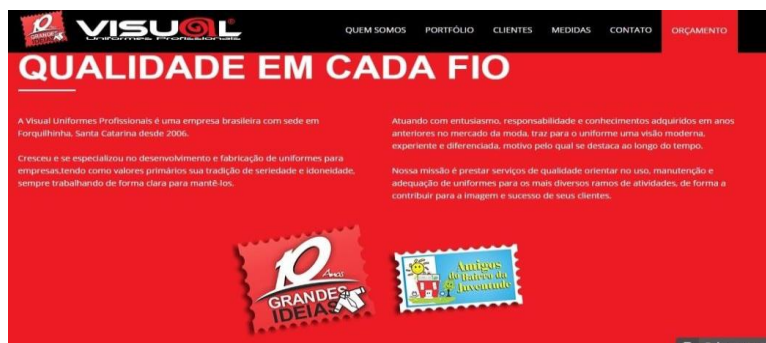 10
GRANDES
IDEIAS
VISUAL
Uniformes Profissionais
QUEM SOMOS PORTFÓLIO CLIENTES MEDIDAS CONTATO ORÇAMENTO
QUALIDADE EM CADA FIO
A Visual Uniformes Profissionais é uma empresa brasileira com sede em
Forquilhinha, Santa Catarina desde 2006.
Cresceu e se especializou no desenvolvimento e fabricação de uniformes para
empresas,tendo como valores primários sua tradição de seriedade e idoneidade,
sempre trabalhando de forma clara para mantê-los.
Atuando com entusiasmo, responsabilidade e conhecimentos adquiridos em anos
anteriores no mercado da moda, traz para o uniforme uma visão moderna,
experiente e diferenciada, motivo pelo qual se destaca ao longo do tempo.
Nossa missão é prestar serviços de qualidade orientar no uso, manutenção e
adequação de uniformes para os mais diversos ramos de atividades, de forma a
contribuir para a imagem e sucesso de seus clientes.
10
Anos
GRANDES
IDEIAS
Amigos
do Bairro da
Juventude